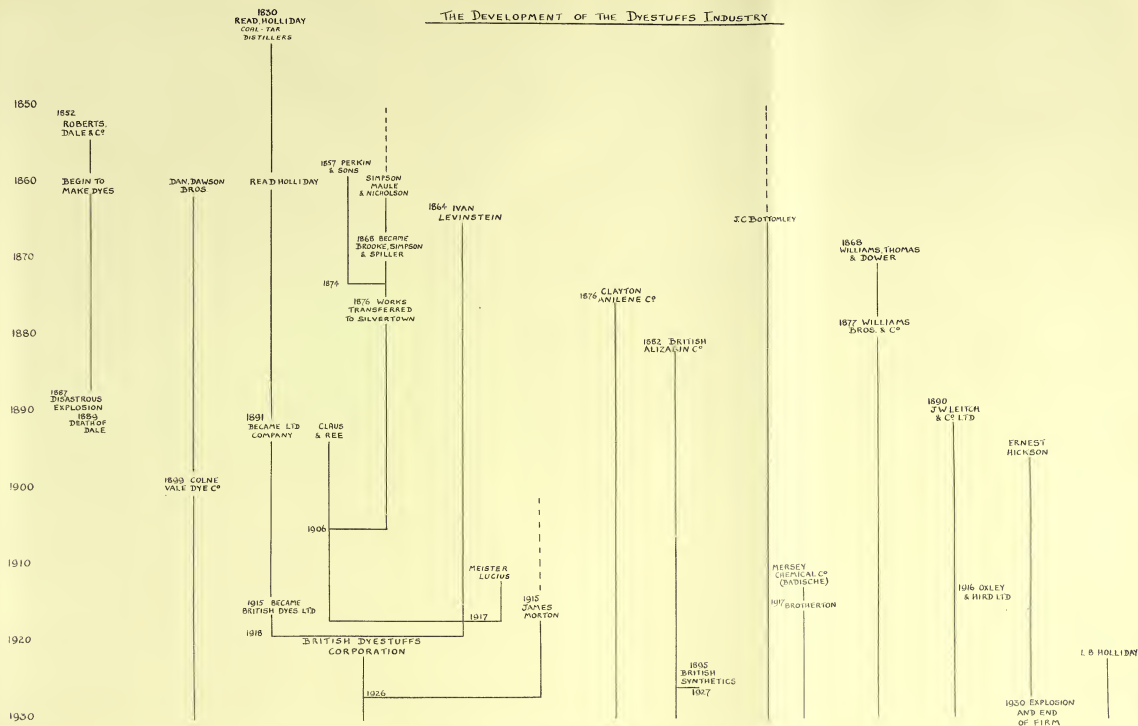 THE DEVELOPMENT OF THE DYESTUFFS INDUSTRY
1830
READ, HOLLIDAY
COAL-TAR
DISTILLERS
1850
1852
ROBERTS,
DALE & Cº
1857 PERKIN
& SONS
1860
BEGIN TO
MAKE DYES
DAN. DAWSON
BROS.
READ HOLLIDAY
SIMPSON
MAULE
& NICHOLSON
1864 IVAN
LEVINSTEIN
J.C. BOTTOMLEY
1868 BECAME
BROOKE, SIMPSON
& SPILLER
1868
WILLIAMS, THOMAS
& DOWER
1870
1874
1876 WORKS
TRANSFERRED
TO SILVERTOWN
1876 CLAYTON
ANILENE Cº
1877 WILLIAMS
BROS. & Cº
1880
1882 BRITISH
ALIZARIN Cº
1887
DISASTROUS
EXPLOSION
1889
DEATH OF
DALE
1890
1891
BECAME LTD
COMPANY
CLAUS
& REE
1890
J.W LEITCH
& Cº LTD
ERNEST
HICKSON
1899 COLNE
VALE DYE Cº
1900
1906
1910
MEISTER
LUCIUS
MERSEY
CHEMICAL Cº
(BADISCHE)
1915 BECAME
BRITISH DYES LTD
1917
1915
JAMES
MORTON
1917 BROTHERTON
1916 OXLEY
& HIRD LTD
1918
1920
BRITISH DYESTUFFS
CORPORATION
L B HOLLIDAY
1926
1895
BRITISH
SYNTHETICS
1927
1930
1930 EXPLOSION
AND END
OF FIRM